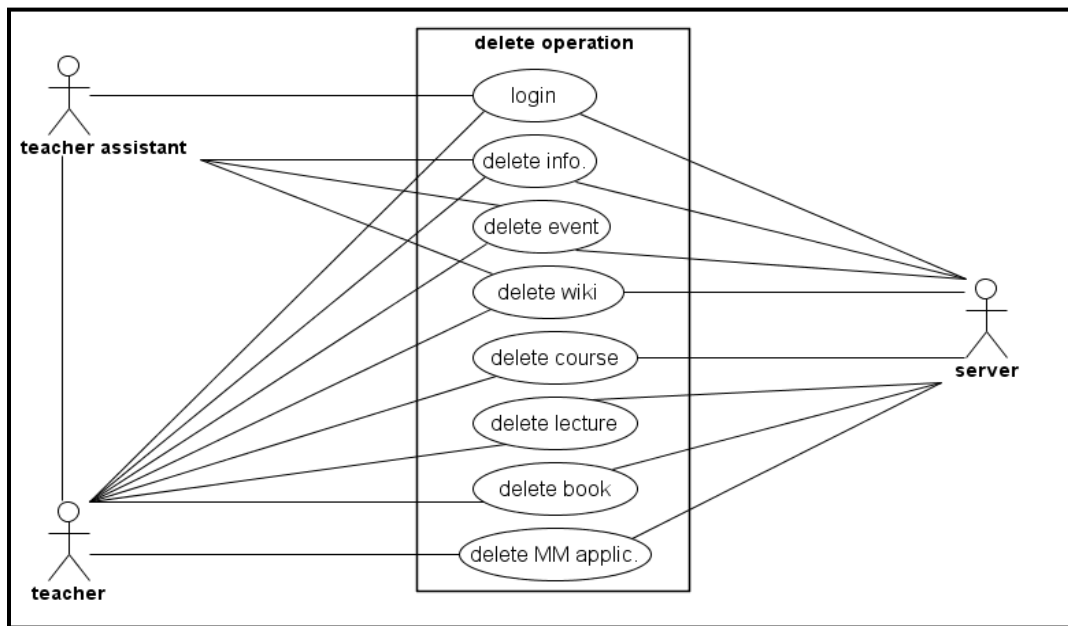 delete operation
login
teacher assistant
delete info.
delete event
delete wiki
delete course
server
delete lecture
delete book
delete MM applic.
teacher